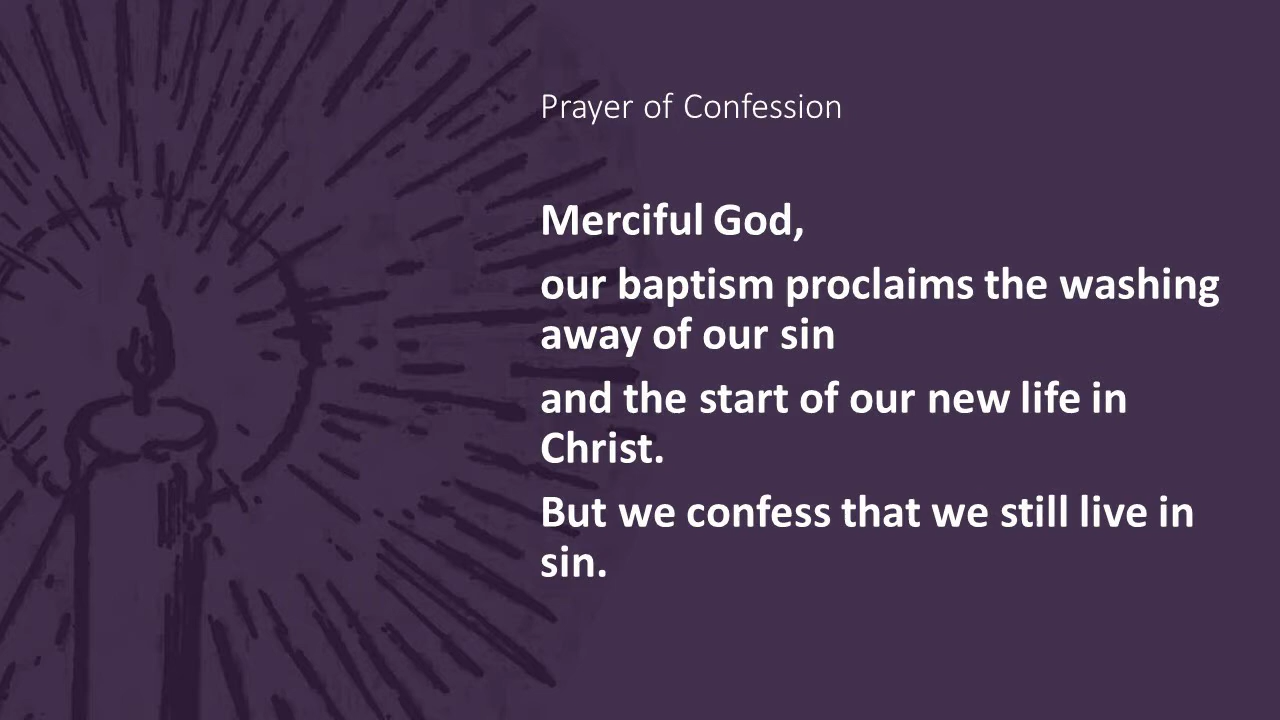 Prayer of Confession
Merciful God,
our baptism proclaims the washing
away of our sin
and the start of our new life in
Christ.
But we confess that we still live in
sin.